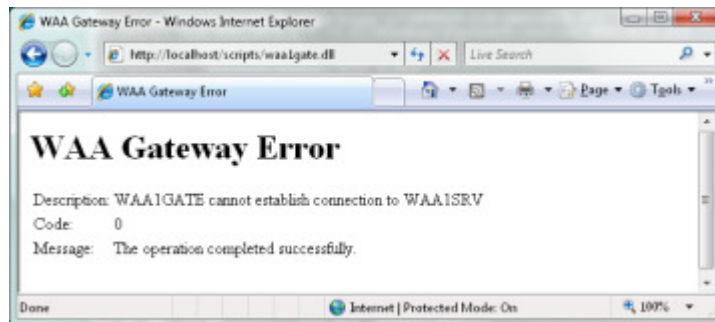 WAA Gateway Error - Windows Internet Explorer
http://localhost/scripts/waa1gate.dll
Live Search
WAA Gateway Error
Page
Tools
WAA Gateway Error
Description: WAA1GATE cannot establish connection to WAA1SRV
Code: 0
Message: The operation completed successfully.
Done
Internet | Protected Mode: On
100%